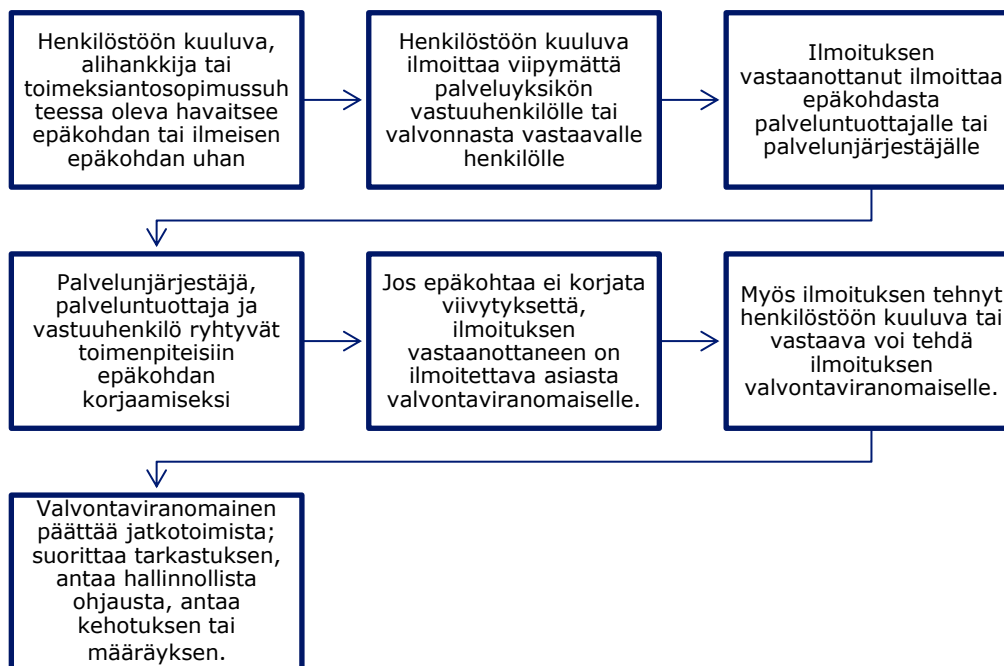 Henkilöstöön kuuluva,
alihankkija tai
toimeksiantosopimussuh
teessa oleva havaitsee
epäkohdan tai ilmeisen
epäkohdan uhan
Henkilöstöön kuuluva
ilmoittaa viipymättä
palveluyksikön
vastuuhenkilölle tai
valvonnasta vastaavalle
henkilölle
Ilmoituksen
vastaanottanut ilmoittaa
epäkohdasta
palveluntuottajalle tai
palvelunjärjestäjälle
Palvelunjärjestäjä,
palveluntuottaja ja
vastuuhenkilö ryhtyvät
toimenpiteisiin
epäkohdan
korjaamiseksi
Jos epäkohtaa ei korjata
viivytyksettä,
ilmoituksen
vastaanottaneen on
ilmoitettava asiasta
valvontaviranomaiselle.
Myös ilmoituksen tehnyt
henkilöstöön kuuluva tai
vastaava voi tehdä
ilmoituksen
valvontaviranomaiselle.
Valvontaviranomainen
päättää jatkotoimista;
suorittaa tarkastuksen,
antaa hallinnollista
ohjausta, antaa
kehotuksen tai
määräyksen.